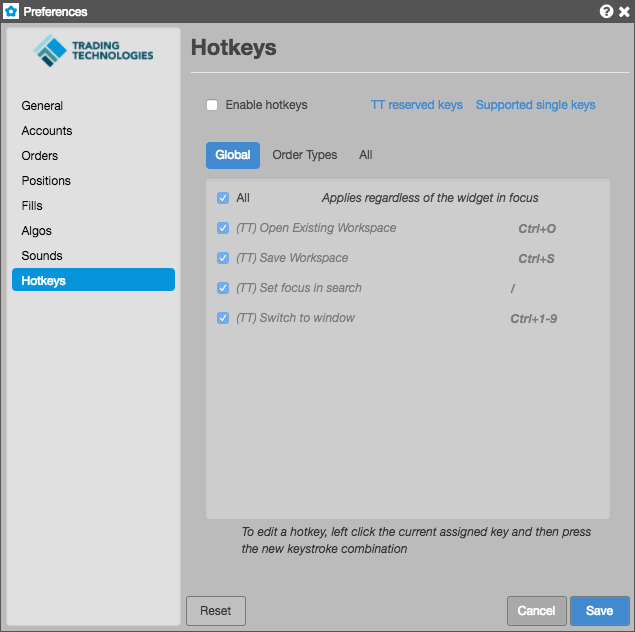 Preferences
TRADING
TECHNOLOGIES
General
Accounts
Orders
Positions
Fills
Algos
Sounds
Hotkeys
Hotkeys
Enable hotkeys TT reserved keys Supported single keys
Global Order Types All
All Applies regardless of the widget in focus
(TT) Open Existing Workspace Ctrl+O
(TT) Save Workspace Ctrl+S
(TT) Set focus in search /
(TT) Switch to window Ctrl+1-9
To edit a hotkey, left click the current assigned key and then press
the new keystroke combination
Reset Cancel Save